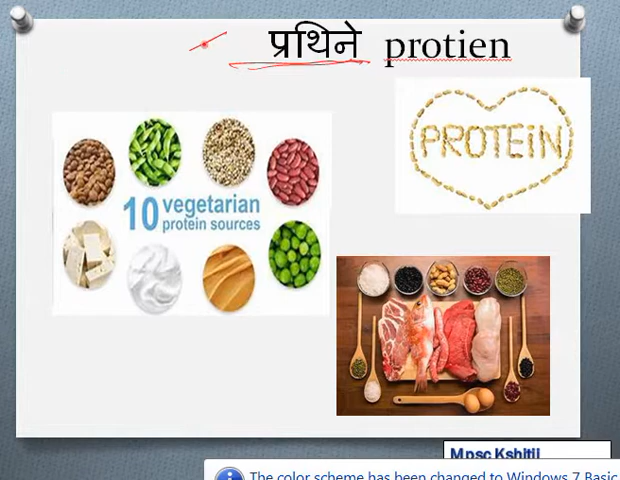 प्रथिने protien
PROTEiN
10 vegetarian
protein sources
Mpsc Kshitij
The color scheme has been changed to Windows 7 Basic